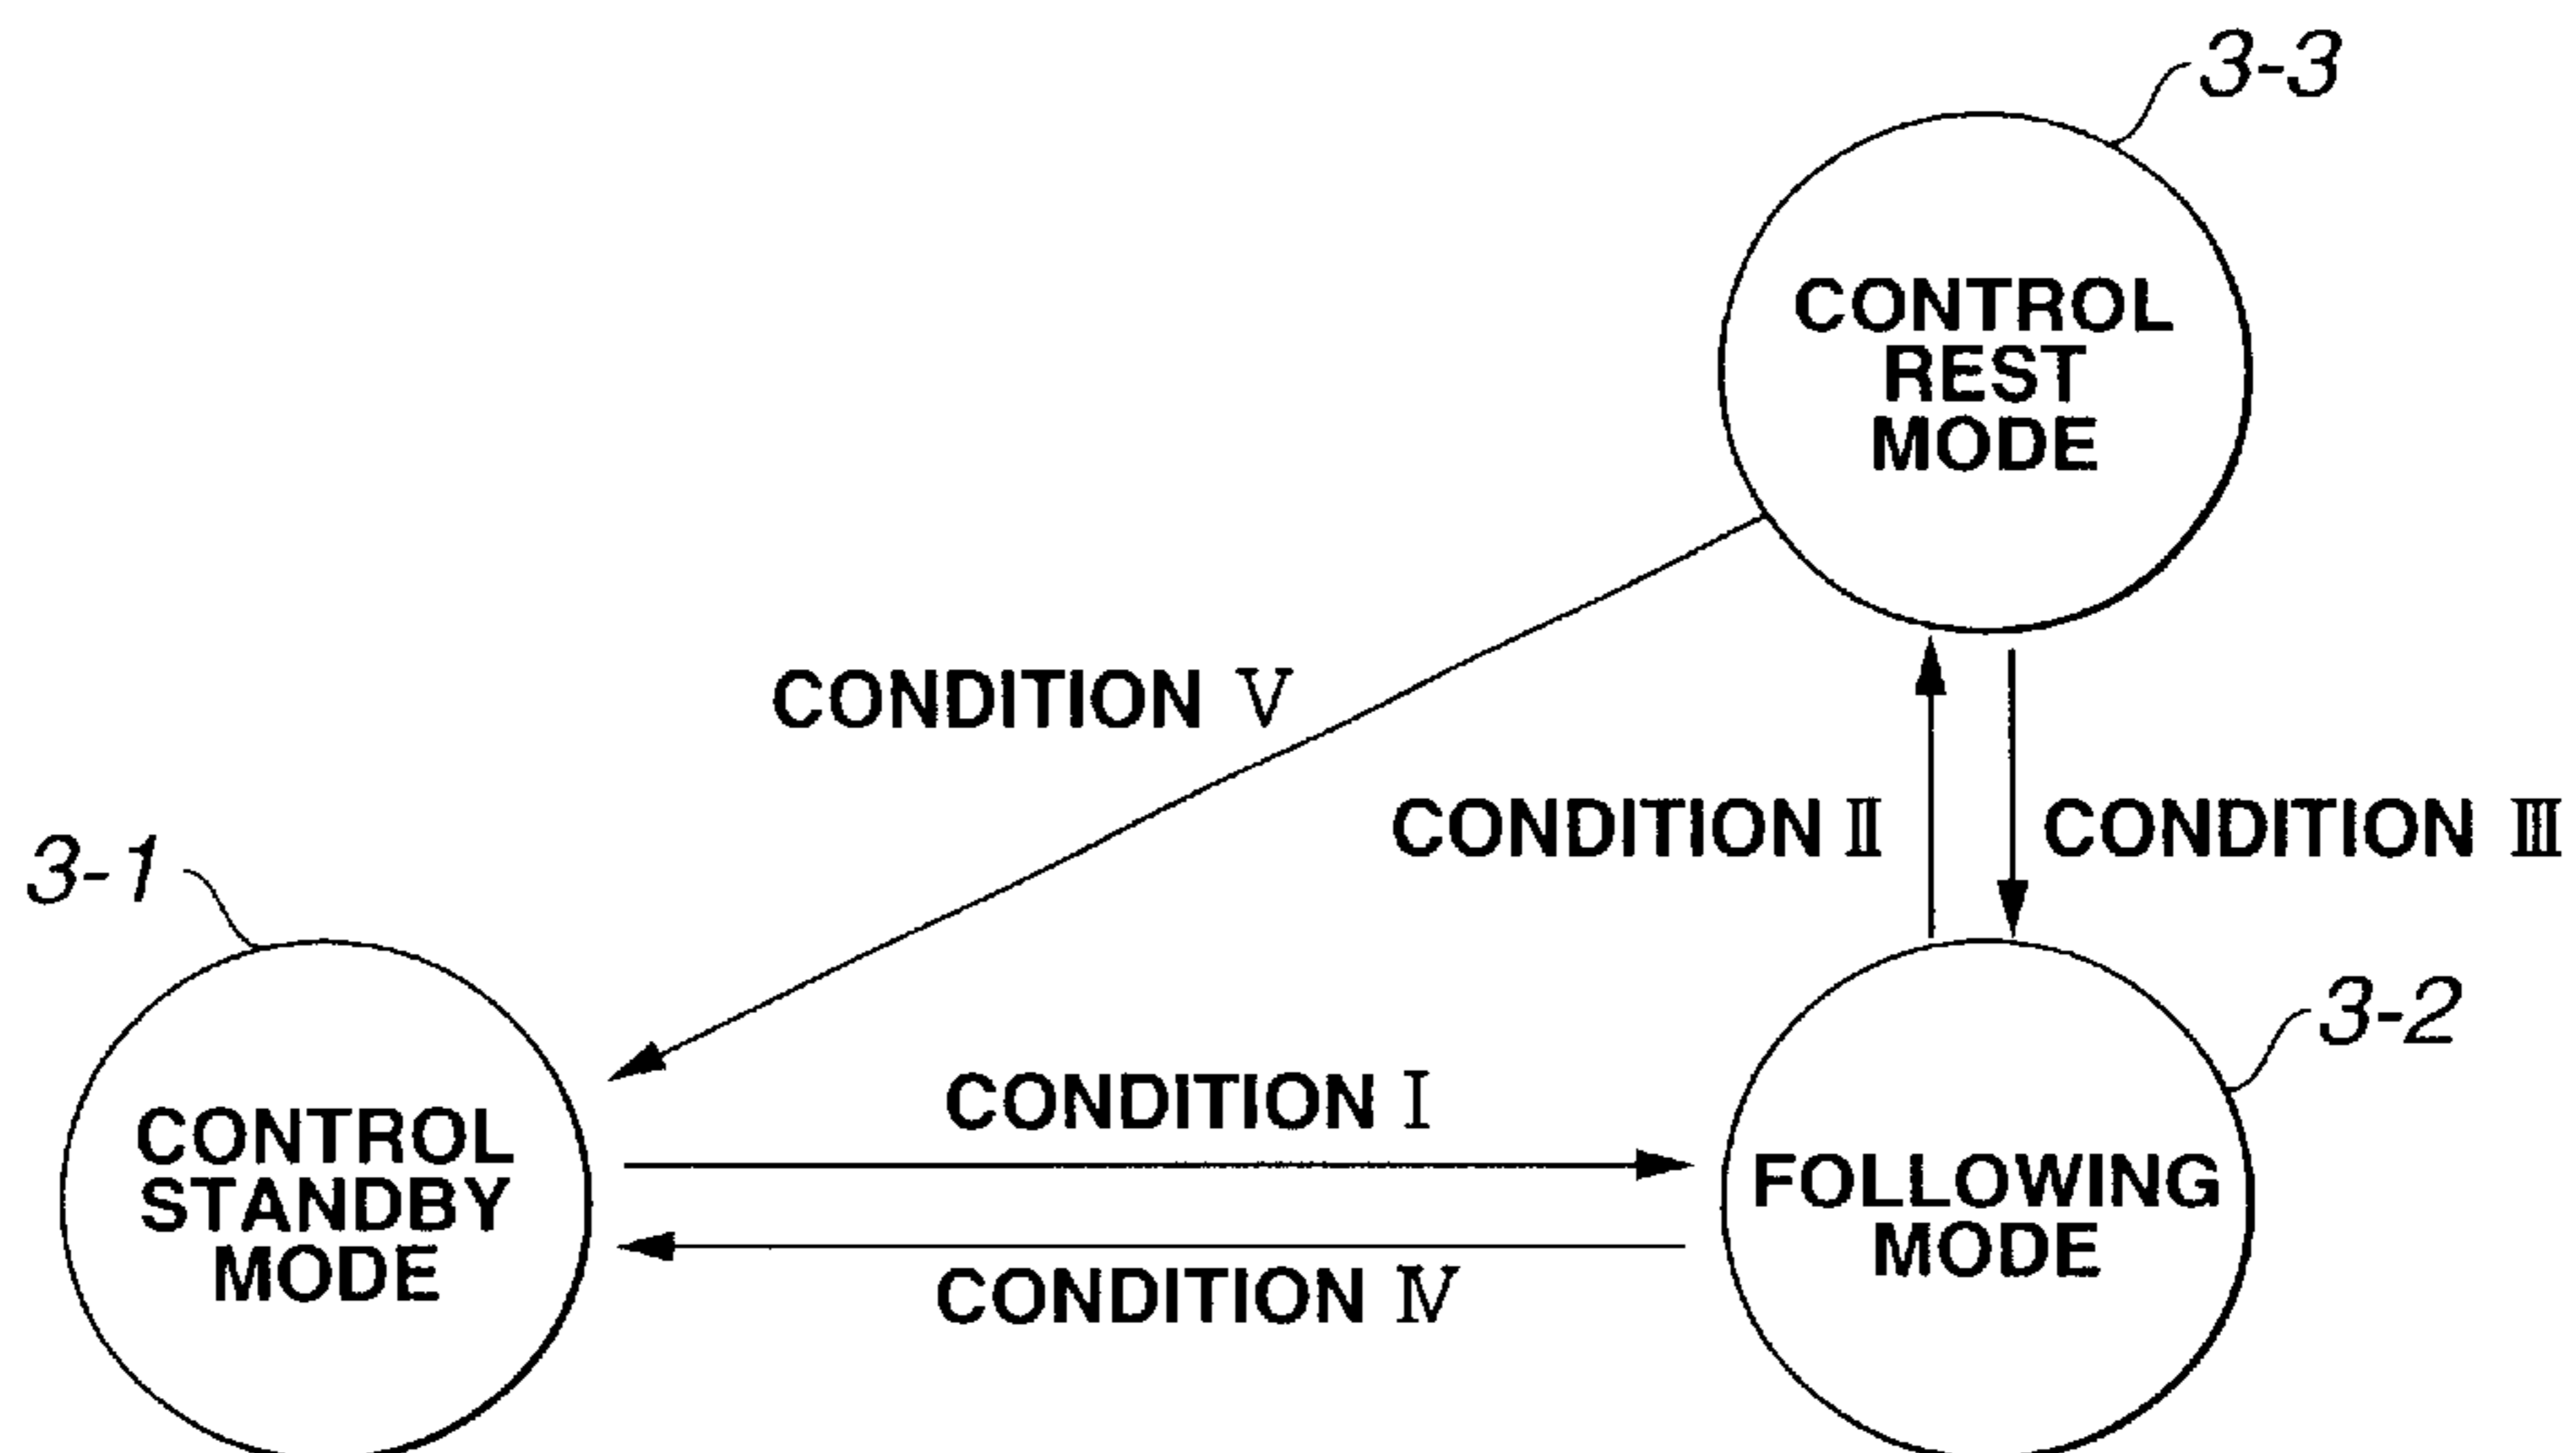 3-3
CONTROL
REST
MODE
CONDITION Ⅴ
CONDITION Ⅱ
CONDITION Ⅲ
3-1
3-2
CONTROL
STANDBY
MODE
CONDITION Ⅰ
FOLLOWING
MODE
CONDITION Ⅳ